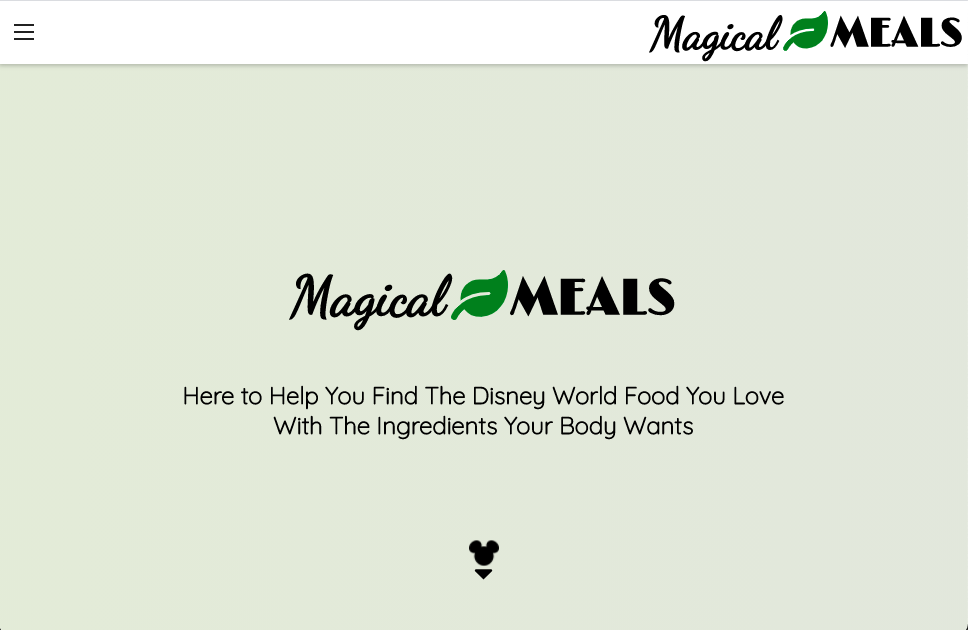 Magical MEALS
Magical MEALS
Here to Help You Find The Disney World Food You Love
With The Ingredients Your Body Wants